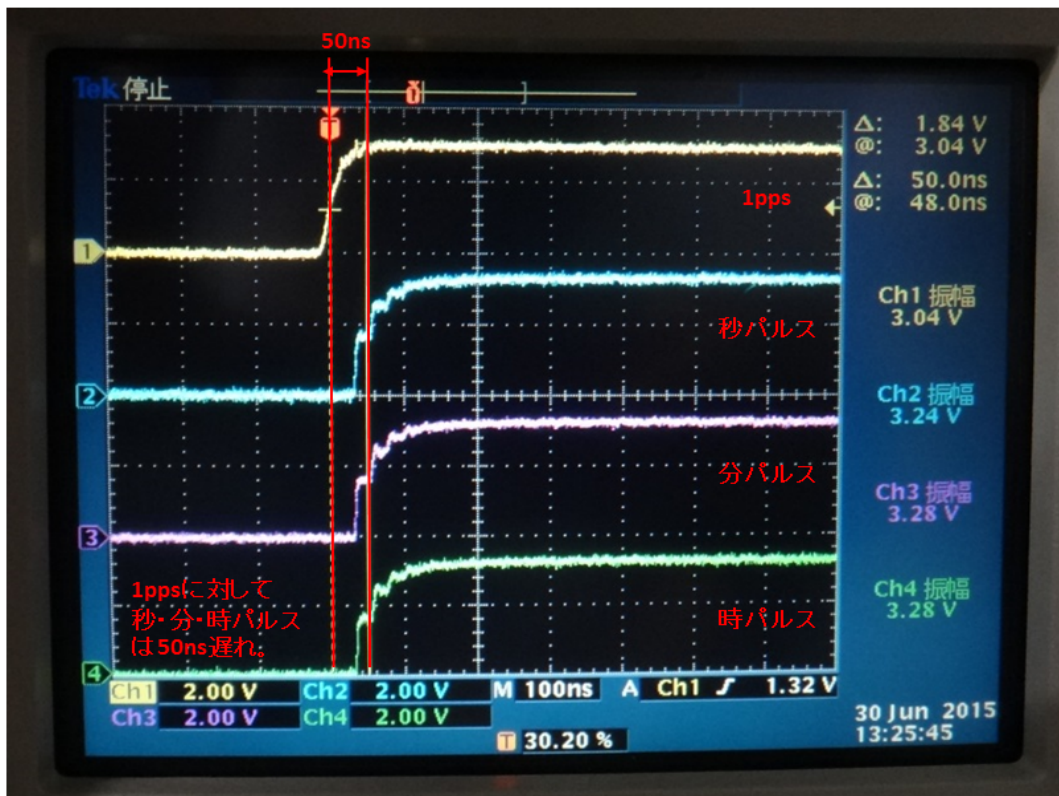 50ns
Tek 停止
T
Δ: 1.84 V
@: 3.04 V
Δ: 50.0ns
@: 48.0ns
1pps
1
Ch1 振幅
3.04 V
秒パルス
2
Ch2 振幅
3.24 V
分パルス
3
Ch3 振幅
3.28 V
1ppsに対して
秒・分・時パルス
は50ns遅れ。
時パルス
Ch4 振幅
3.28 V
4
Ch1 2.00 V Ch2 2.00 V M 100ns A Ch1 1.32 V
Ch3 2.00 V Ch4 2.00 V
T 30.20 %
30 Jun 2015
13:25:45